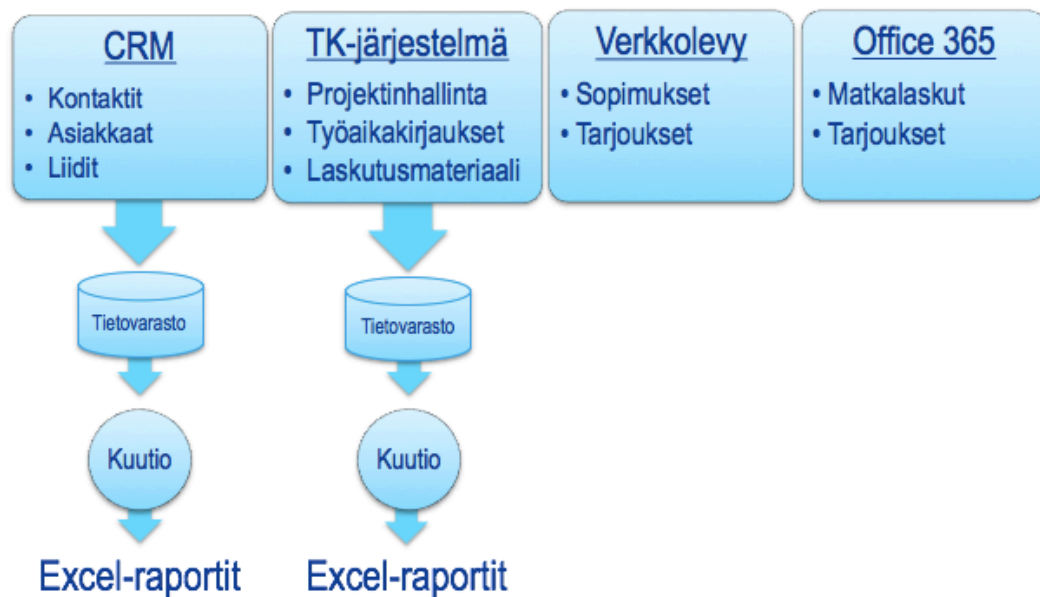 CRM
• Kontaktit
• Asiakkaat
• Liidit
TK-järjestelmä
• Projektinhallinta
• Työaikakirjaukset
• Laskutusmateriaali
Verkkolevy
• Sopimukset
• Tarjoukset
Office 365
• Matkalaskut
• Tarjoukset
Tietovarasto
Tietovarasto
Kuutio
Kuutio
Excel-raportit
Excel-raportit